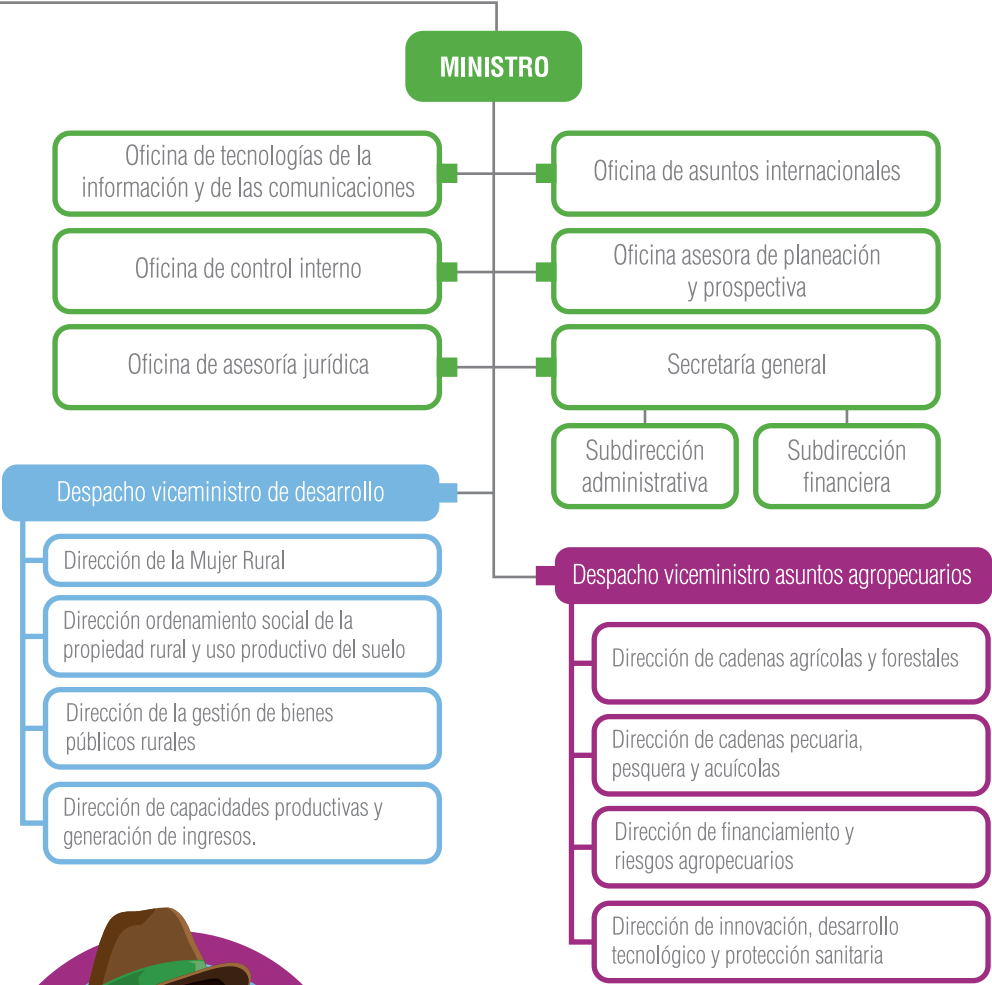 MINISTRO
Oficina de tecnologías de la
información y de las comunicaciones
Oficina de asuntos internacionales
Oficina de control interno
Oficina asesora de planeación
y prospectiva
Oficina de asesoría jurídica
Secretaría general
Subdirección
administrativa
Subdirección
financiera
Despacho viceministro de desarrollo
Dirección de la Mujer Rural
Dirección ordenamiento social de la
propiedad rural y uso productivo del suelo
Dirección de la gestión de bienes
públicos rurales
Dirección de capacidades productivas y
generación de ingresos.
Despacho viceministro asuntos agropecuarios
Dirección de cadenas agrícolas y forestales
Dirección de cadenas pecuaria,
pesquera y acuícolas
Dirección de financiamiento y
riesgos agropecuarios
Dirección de innovación, desarrollo
tecnológico y protección sanitaria